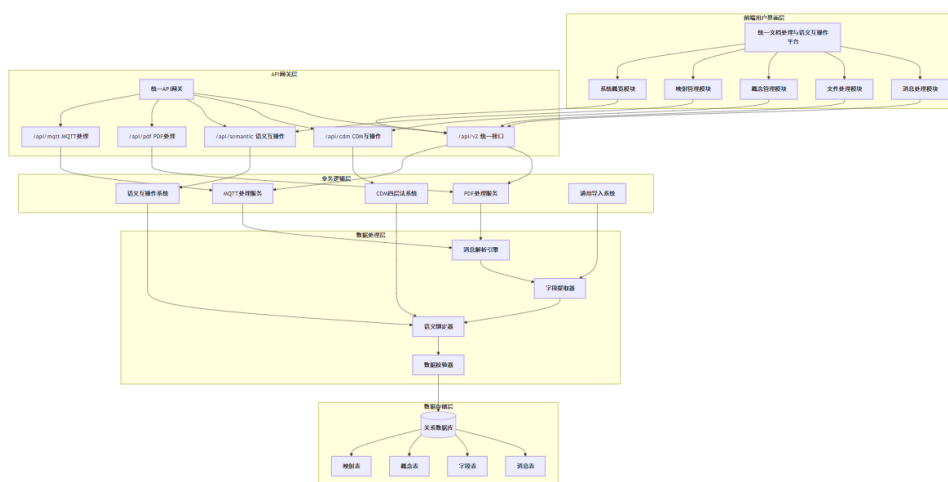 前端用户界面层
统一文档处理与语义互操作
平台
系统概览模块
映射管理模块
概念管理模块
文件处理模块
消息处理模块
API网关层
统一API网关
/api/mqtt MQTT处理
/api/pdf PDF处理
/api/semantic 语义互操作
/api/cdm CDM互操作
/api/v2 统一接口
业务逻辑层
语义互操作系统
MQTT处理服务
CDM四层法系统
PDF处理服务
通用导入系统
数据处理层
消息解析引擎
字段提取器
语义绑定器
数据校验器
数据存储层
关系数据库
映射表
概念表
字段表
消息表